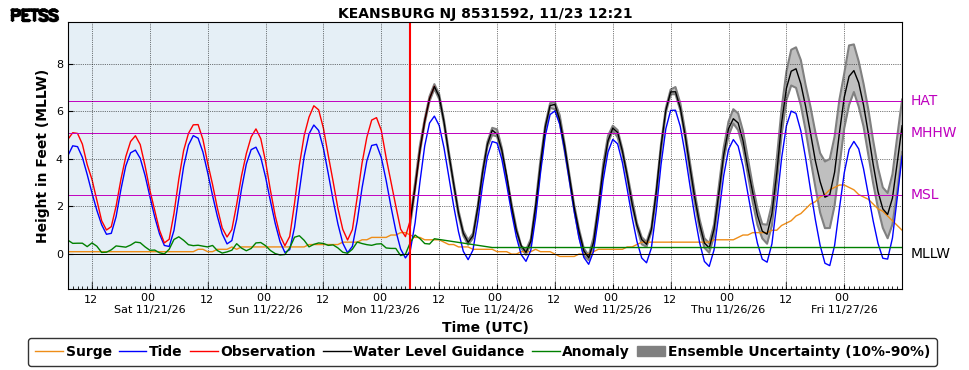 PETSS
KEANSBURG NJ 8531592, 11/23 12:21
Height in Feet (MLLW)
8
6
4
2
0
HAT
MHHW
MSL
MLLW
12 00 12 00 12 00 12 00 12 00 12 00 12 00
Sat 11/21/26 Sun 11/22/26 Mon 11/23/26 Tue 11/24/26 Wed 11/25/26 Thu 11/26/26 Fri 11/27/26
Time (UTC)
Surge Tide Observation Water Level Guidance Anomaly Ensemble Uncertainty (10%-90%)